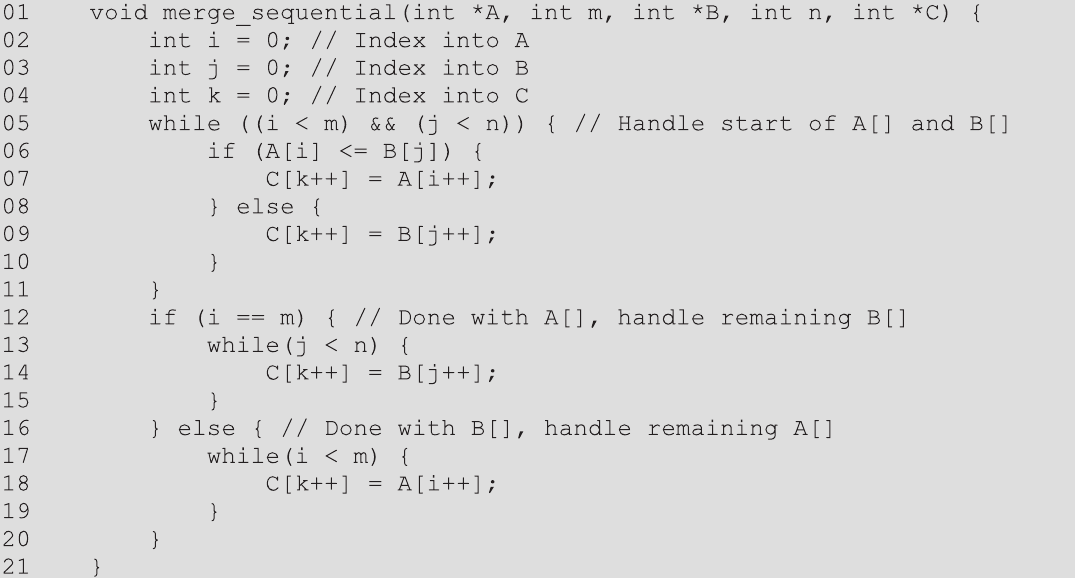 01    void merge_sequential(int *A, int m, int *B, int n, int *C) {
02        int i = 0; // Index into A
03        int j = 0; // Index into B
04        int k = 0; // Index into C
05        while ((i < m) && (j < n)) { // Handle start of A[] and B[]
06            if (A[i] <= B[j]) {
07                C[k++] = A[i++];
08            } else {
09                C[k++] = B[j++];
10            }
11        }
12        if (i == m) { // Done with A[], handle remaining B[]
13            while(j < n) {
14                C[k++] = B[j++];
15            }
16        } else { // Done with B[], handle remaining A[]
17            while(i < m) {
18                C[k++] = A[i++];
19            }
20        }
21    }